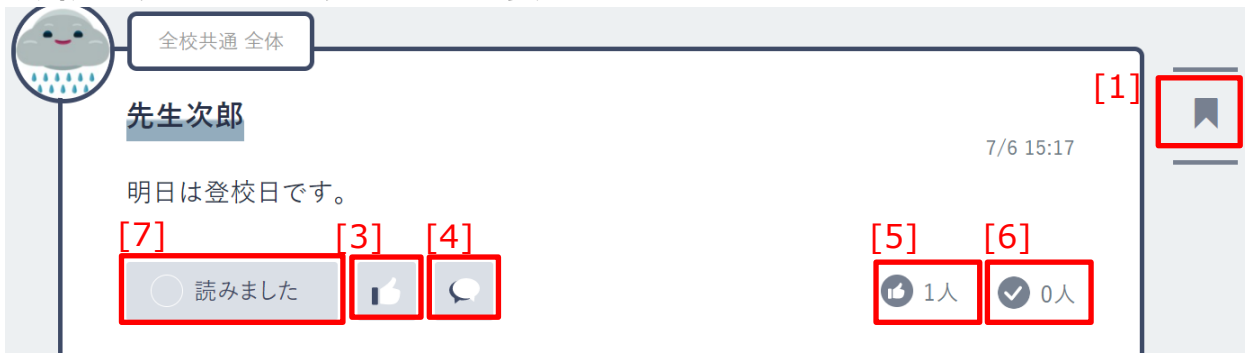 全校共通 全体
[1]
先生次郎
7/6 15:17
明日は登校日です。
[7] [3] [4] [5] [6]
読みました 1人 0人